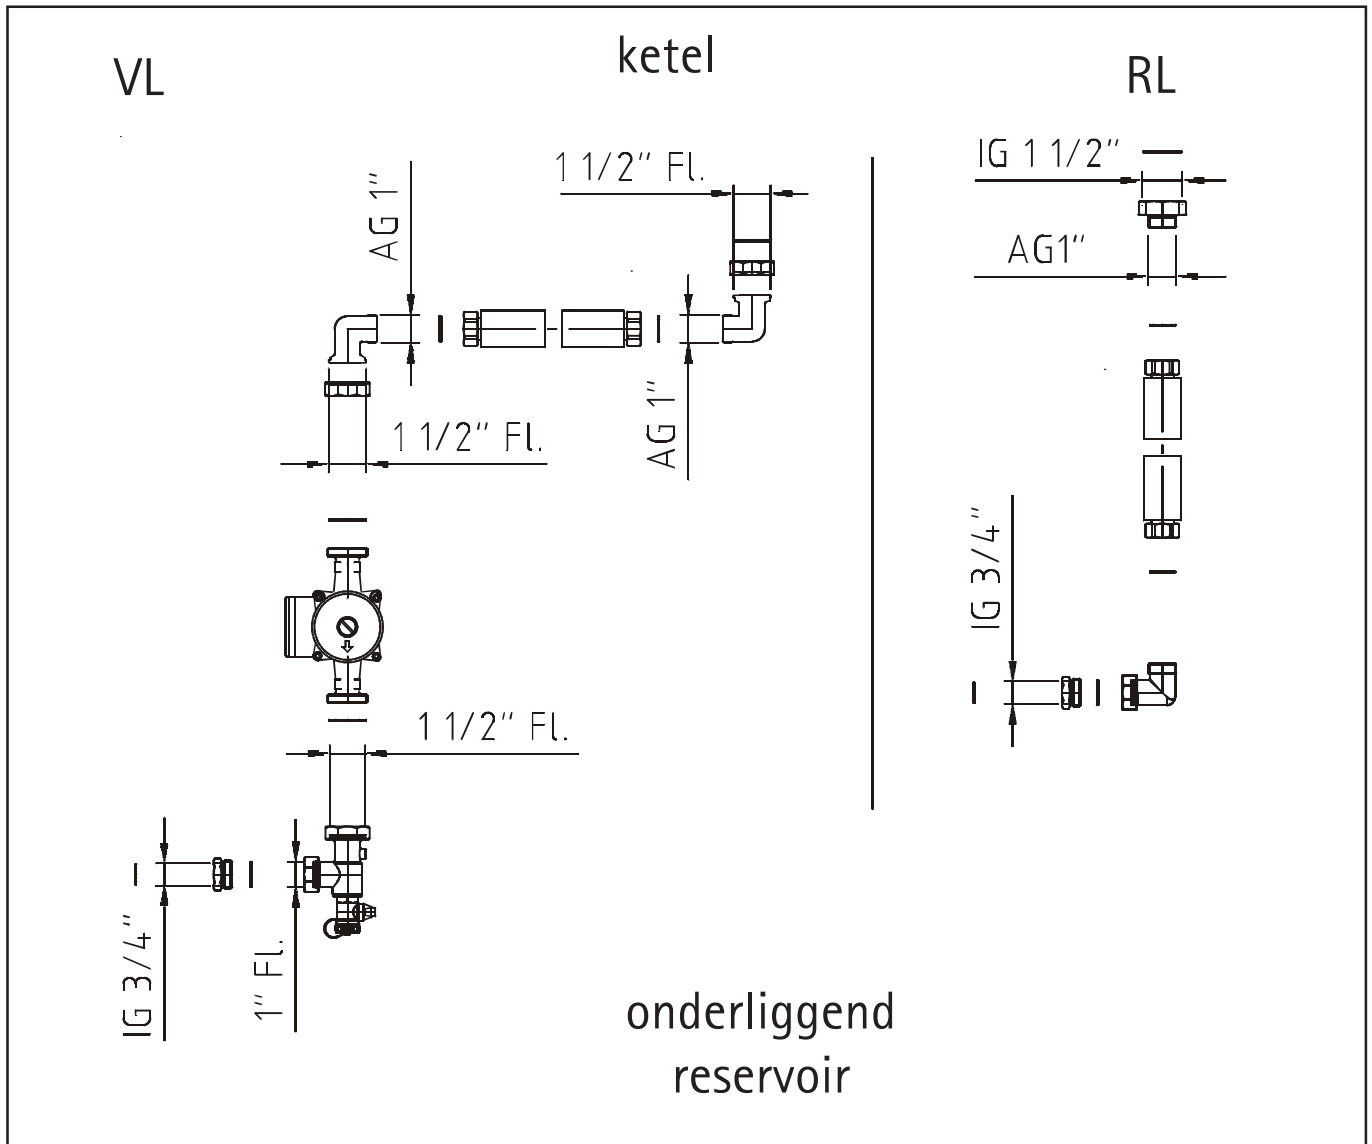 VL
ketel
RL
AG 1"
1 1/2" Fl.
IG 1 1/2"
AG1"
AG 1"
1 1/2" Fl.
IG 3/4"
1 1/2" Fl.
IG 3/4"
1" Fl.
onderliggend
reservoir